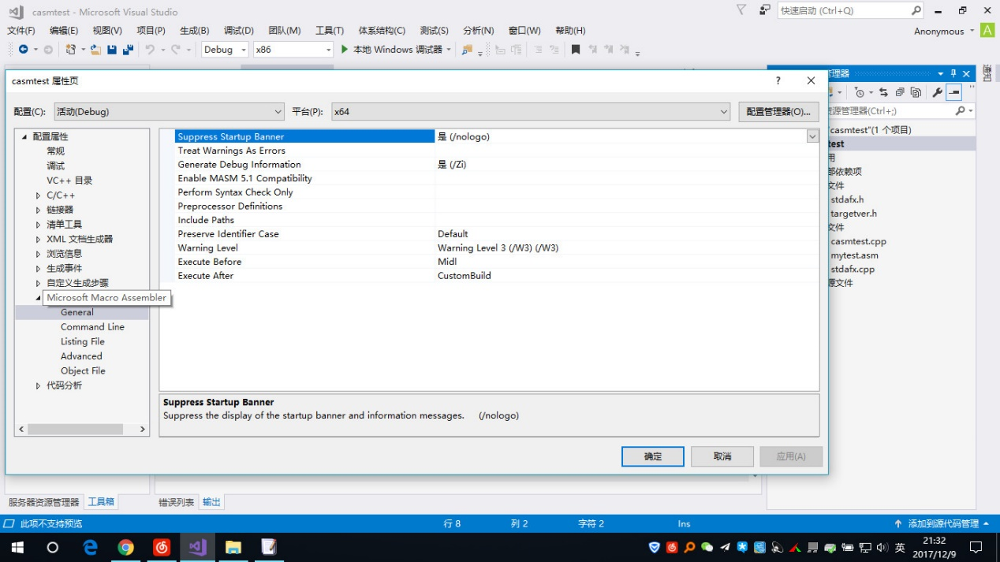 casmtest - Microsoft Visual Studio
快速启动 (Ctrl+Q)
文件(F) 编辑(E) 视图(V) 项目(P) 生成(B) 调试(D) 团队(M) 工具(T) 体系结构(C) 测试(S) 分析(N) 窗口(W) 帮助(H)
Anonymous A
Debug x86 本地 Windows 调试器
casmtest 属性页
配置(C): 活动(Debug) 平台(P): x64 配置管理器(O)...
配置属性
常规
调试
VC++ 目录
C/C++
链接器
清单工具
XML 文档生成器
浏览信息
生成事件
自定义生成步骤
Microsoft Macro Assembler
General
Command Line
Listing File
Advanced
Object File
代码分析
Suppress Startup Banner 是 (/nologo)
Treat Warnings As Errors
Generate Debug Information 是 (/Zi)
Enable MASM 5.1 Compatibility
Perform Syntax Check Only
Preprocessor Definitions
Include Paths
Preserve Identifier Case Default
Warning Level Warning Level 3 (/W3) (/W3)
Execute Before Midl
Execute After CustomBuild
Suppress Startup Banner
Suppress the display of the startup banner and information messages. (/nologo)
确定 取消 应用(A)
管理器
资源管理器(Ctrl+;)
"casmtest"(1 个项目)
test
用
部依赖项
文件
stdafx.h
targetver.h
文件
casmtest.cpp
mytest.asm
stdafx.cpp
源文件
通知
服务器资源管理器 工具箱 错误列表 输出
此项不支持预览 行 8 列 2 字符 2 Ins 添加到源代码管理
英 21:32
2017/12/9